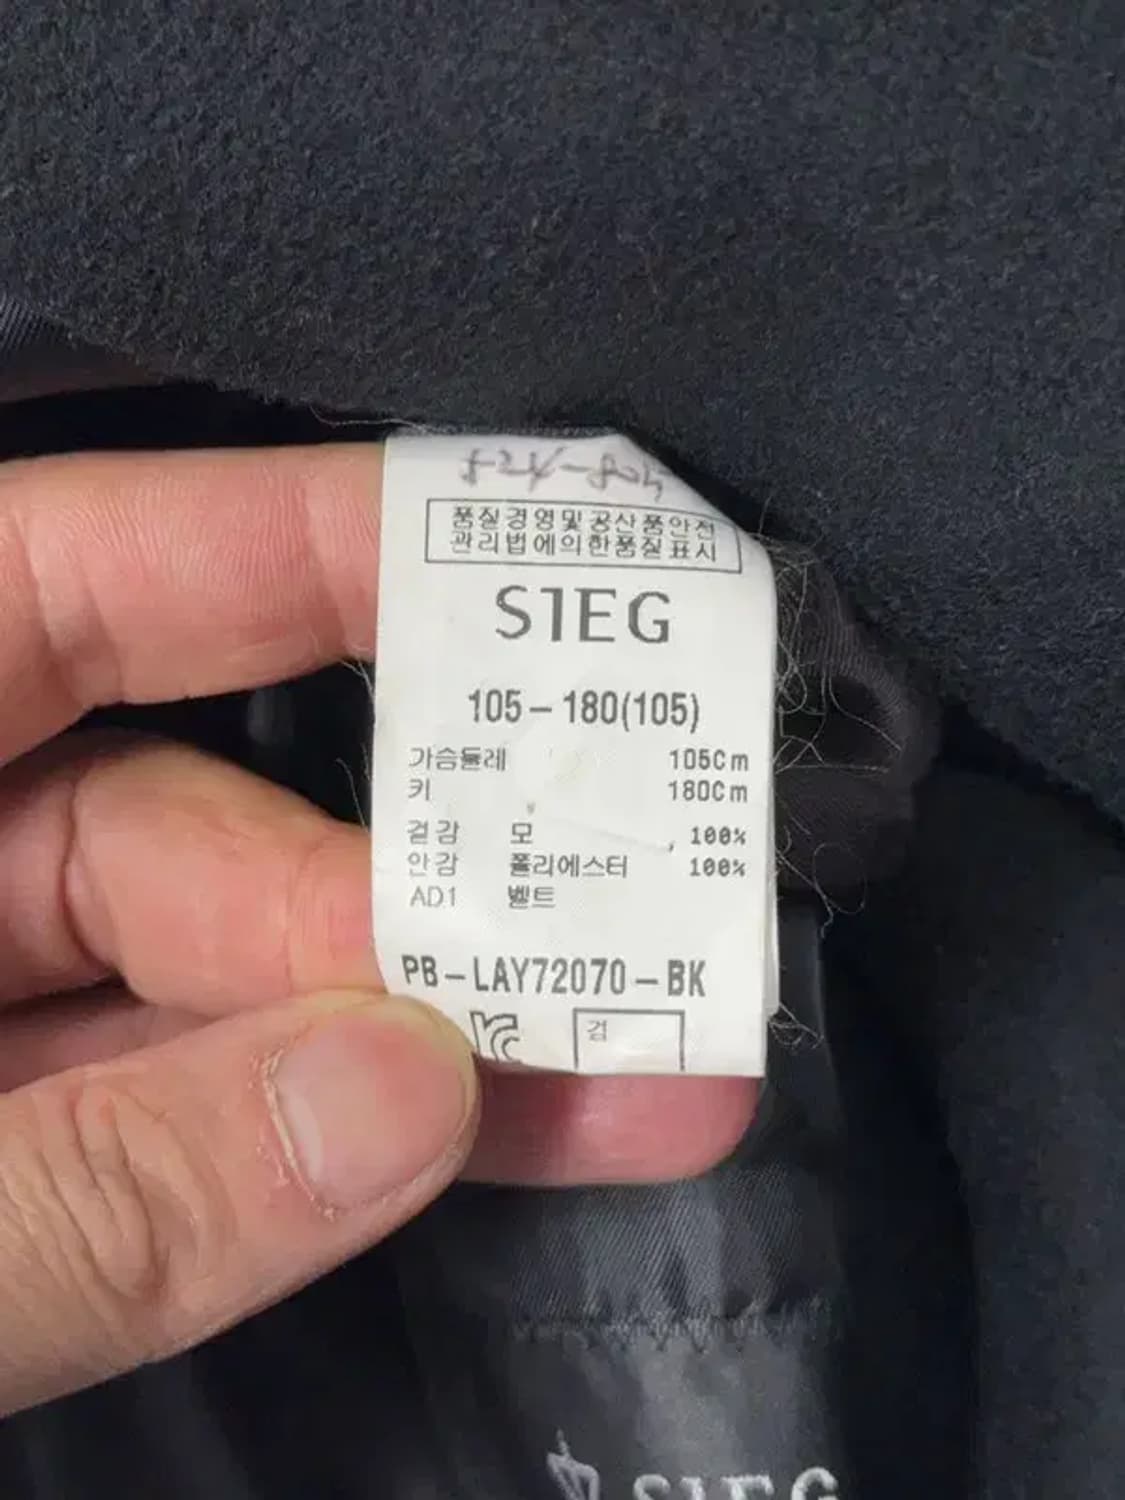 품질경영및공산품안전
관리법에의한품질표시
SIEG
105-180(105)
가슴둘레 105Cm
키 180Cm
겉감 모 100%
안감 폴리에스터 100%
AD1 벨트
PB-LAY72070-BK
검
SIEG